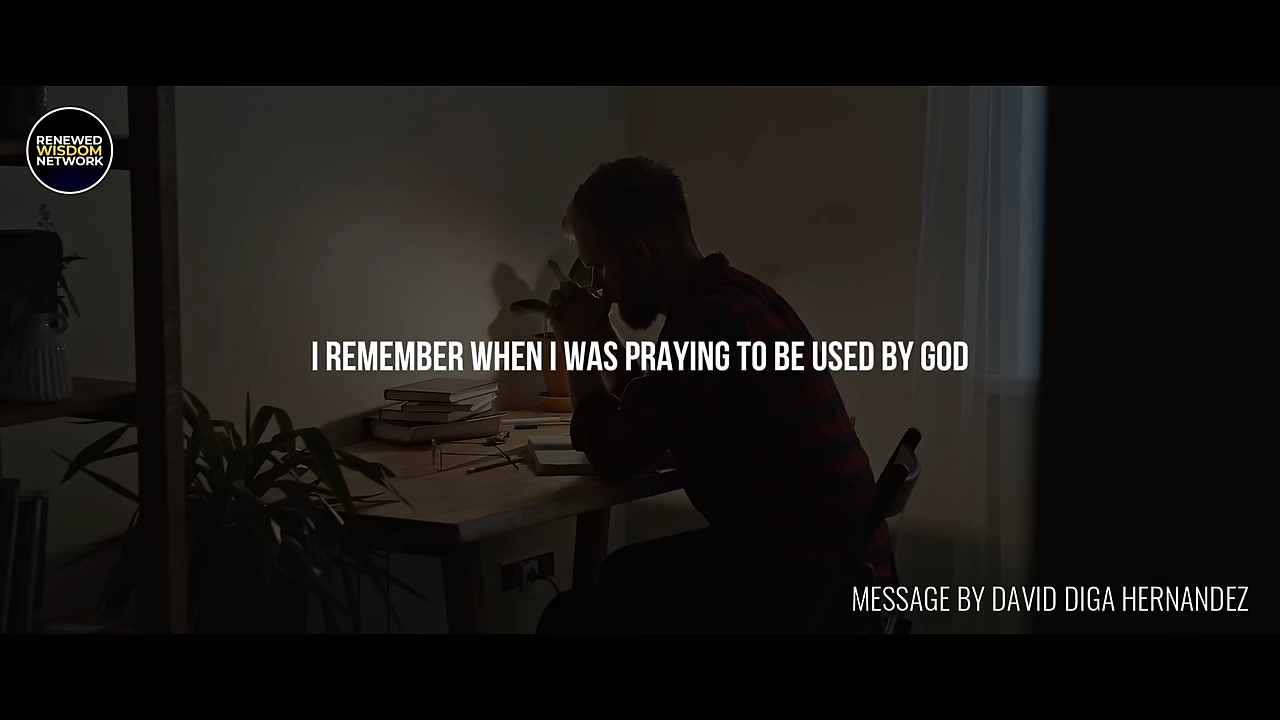 RENEWED
WISDOM
NETWORK
I REMEMBER WHEN I WAS PRAYING TO BE USED BY GOD
MESSAGE BY DAVID DIGA HERNANDEZ